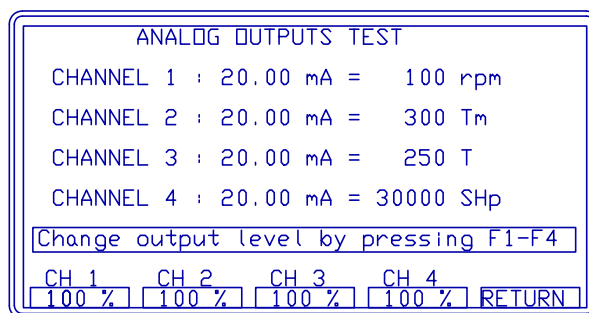 ANALOG OUTPUTS TEST
CHANNEL 1 : 20.00 mA = 100 rpm
CHANNEL 2 : 20.00 mA = 300 Tm
CHANNEL 3 : 20.00 mA = 250 T
CHANNEL 4 : 20.00 mA = 30000 SHp
Change output level by pressing F1-F4
CH 1 CH 2 CH 3 CH 4
100 % 100 % 100 % 100 % RETURN